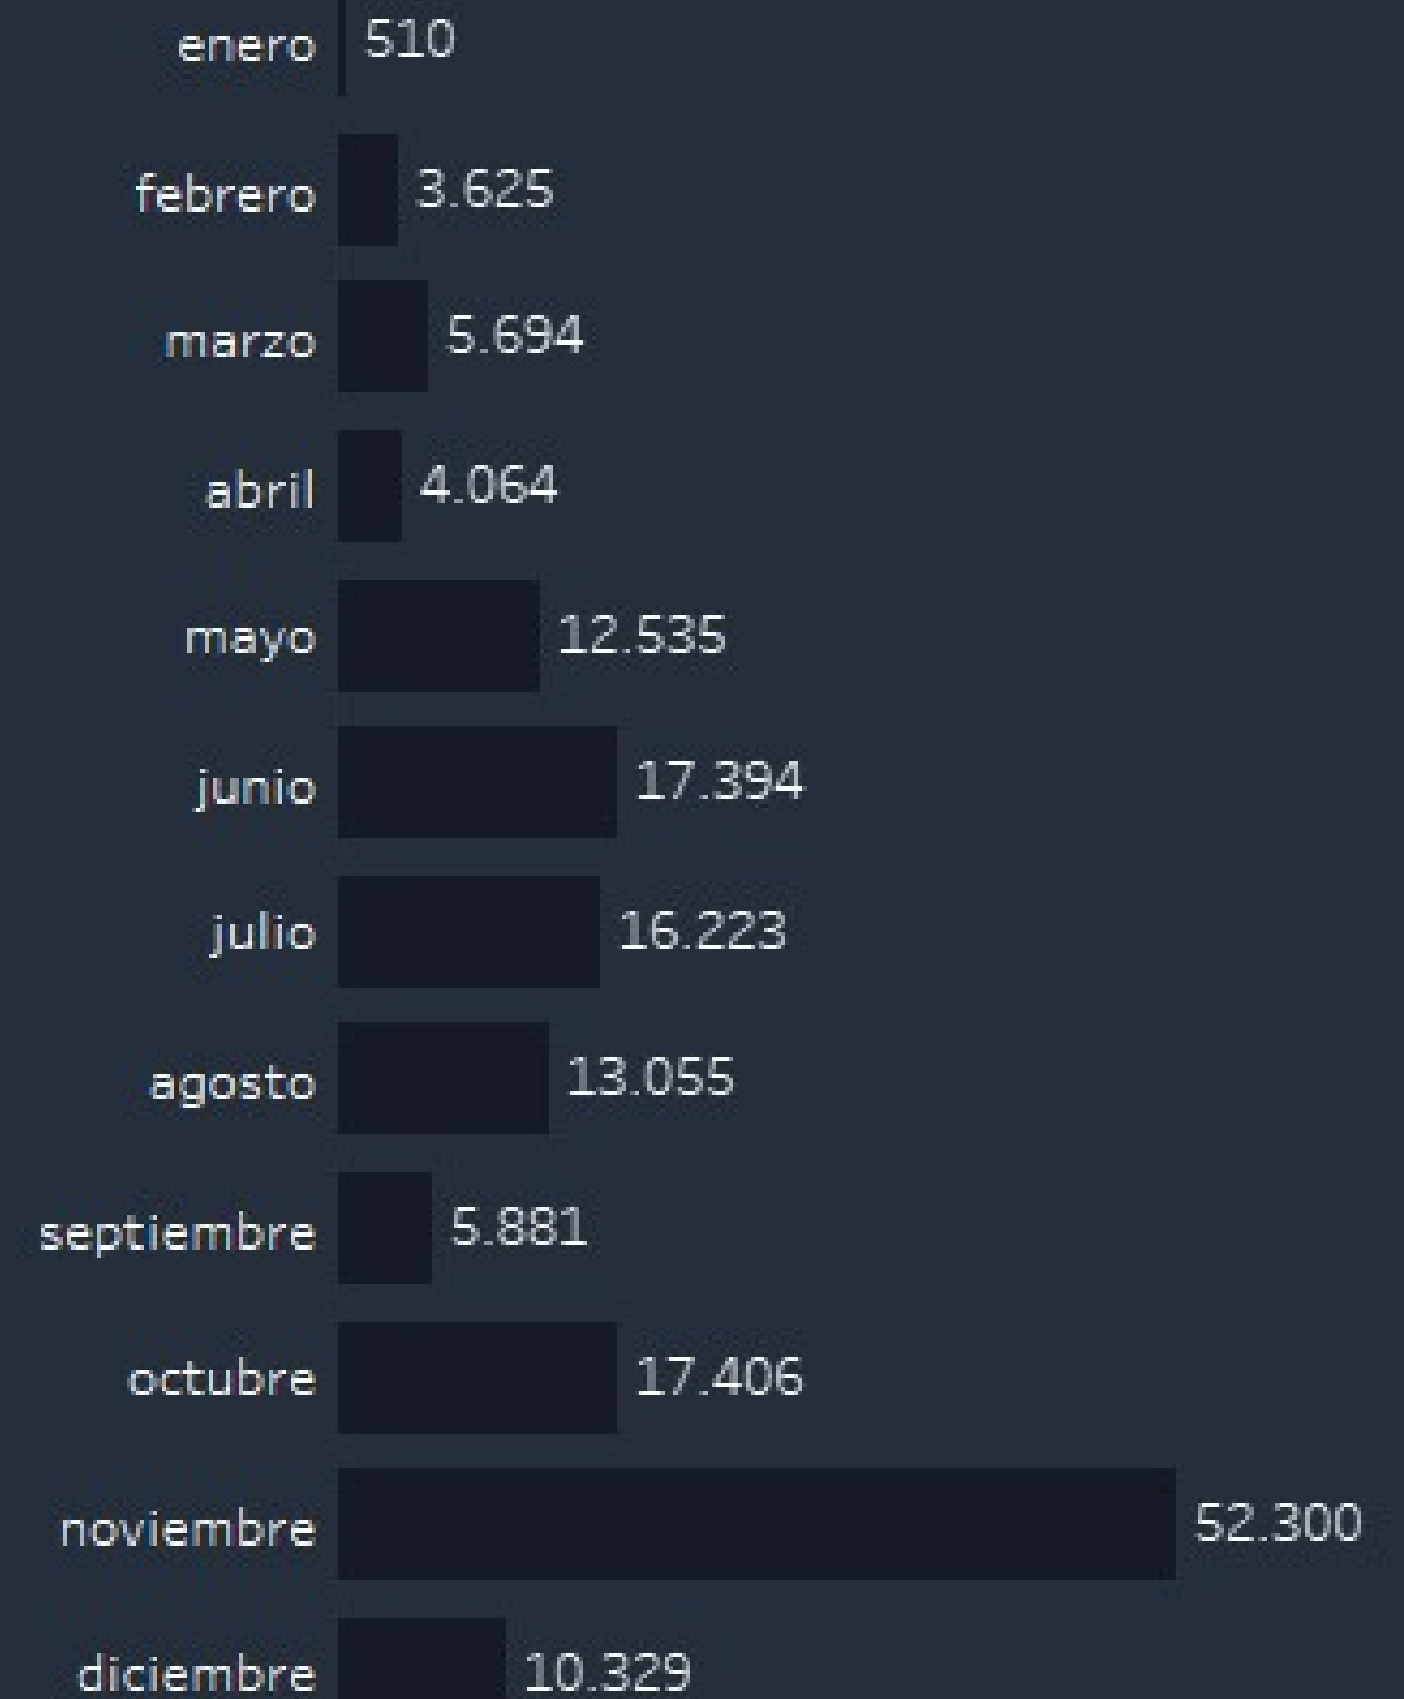 enero 510
febrero 3.625
marzo 5.694
abril 4.064
mayo 12.535
junio 17.394
julio 16.223
agosto 13.055
septiembre 5.881
octubre 17.406
noviembre 52.300
diciembre 10.329